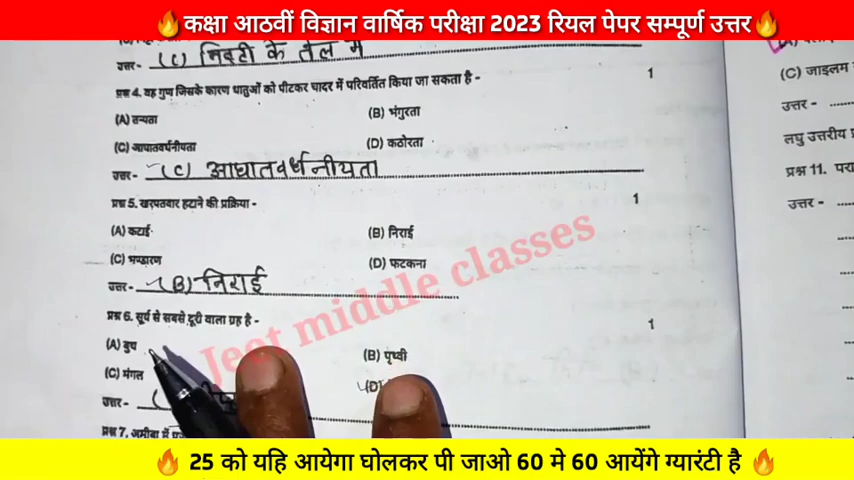 🔥कक्षा आठवीं विज्ञान वार्षिक परीक्षा 2023 रियल पेपर सम्पूर्ण उत्तर🔥
उत्तर- (C) मिट्टी के तेल में
प्रश्न 4. वह गुण जिसके कारण धातुओं को पीटकर चादर में परिवर्तित किया जा सकता है - 1
(A) तन्यता (B) भंगुरता
(C) आघातवर्धनीयता (D) कठोरता
उत्तर- (C) आघातवर्धनीयता
प्रश्न 5. खरपतवार हटाने की प्रक्रिया - 1
(A) कटाई (B) निराई
(C) भण्डारण (D) फटकना
उत्तर- (B) निराई
प्रश्न 6. सूर्य से सबसे दूरी वाला ग्रह है - 1
(A) बुध (B) पृथ्वी
(C) मंगल (D)
उत्तर- (
प्रश्न 7. अमीबा में
(C) जाइलम
उत्तर -
लघु उत्तरीय
प्रश्न 11.
उत्तर -
Jeet middle classes
🔥 25 को यहि आयेगा घोलकर पी जाओ 60 मे 60 आयेंगे ग्यारंटी है 🔥